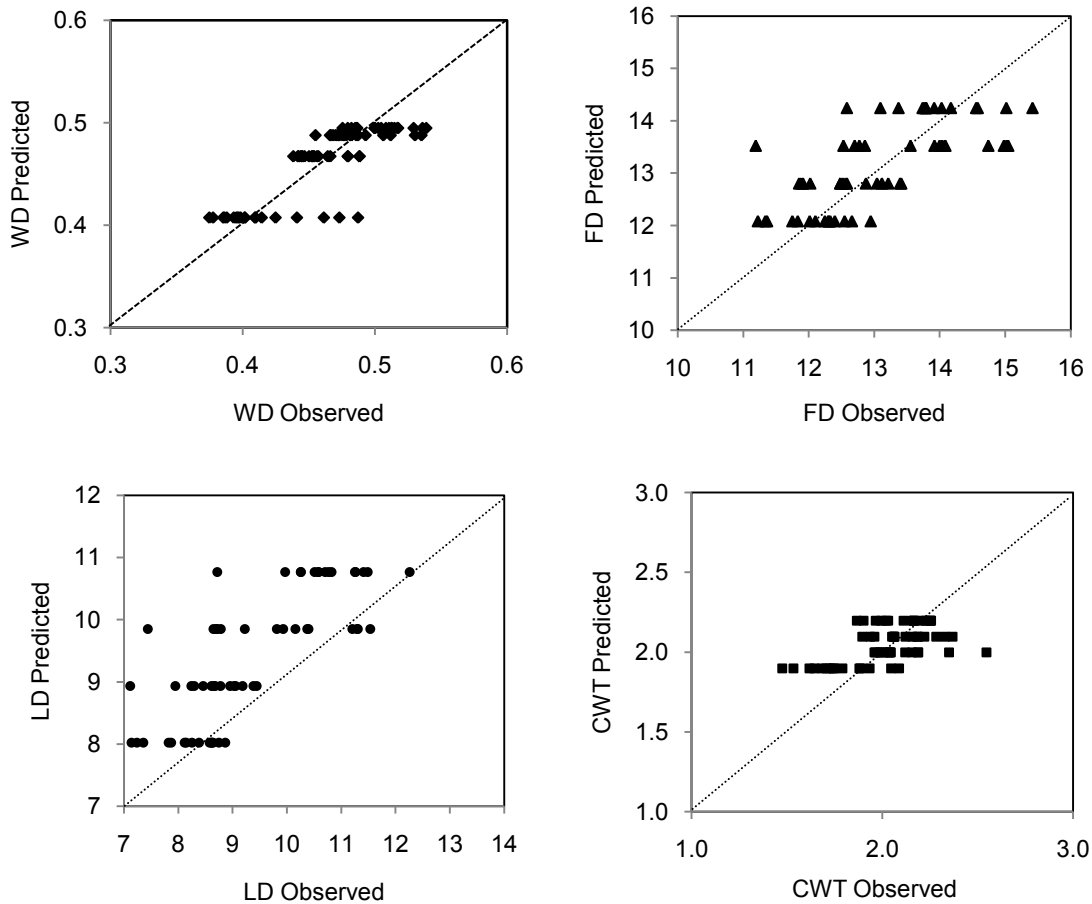 WD Predicted
0.6
0.5
0.4
0.3
0.3 0.4 0.5 0.6
WD Observed
FD Predicted
16
15
14
13
12
11
10
10 11 12 13 14 15 16
FD Observed
LD Predicted
12
11
10
9
8
7
7 8 9 10 11 12 13 14
LD Observed
CWT Predicted
3.0
2.5
2.0
1.5
1.0
1.0 2.0 3.0
CWT Observed